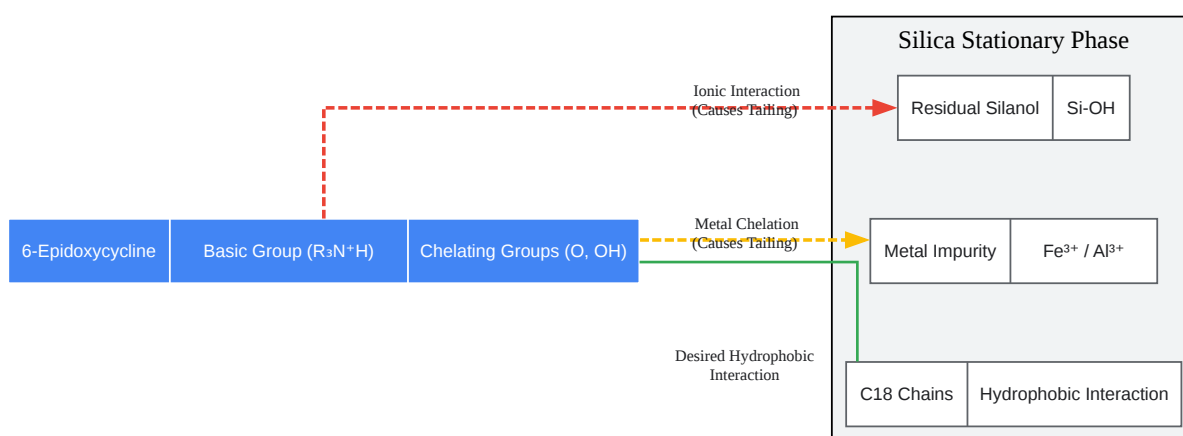 Silica Stationary Phase
Ionic Interaction
(Causes Tailing)
Residual Silanol
Si-OH
6-Epidoxycycline
Basic Group (R₃N⁺H)
Chelating Groups (O, OH)
Metal Chelation
(Causes Tailing)
Metal Impurity
Fe³⁺ / Al³⁺
Desired Hydrophobic
Interaction
C18 Chains
Hydrophobic Interaction